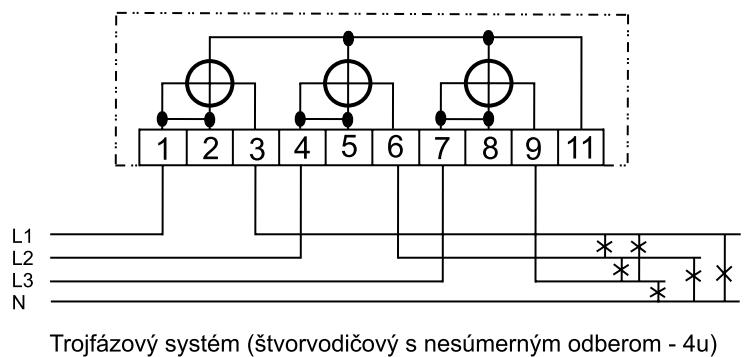 1 2 3 4 5 6 7 8 9 11
L1
L2
L3
N
Trojfázový systém (štvorvodičový s nesúmerným odberom - 4u)